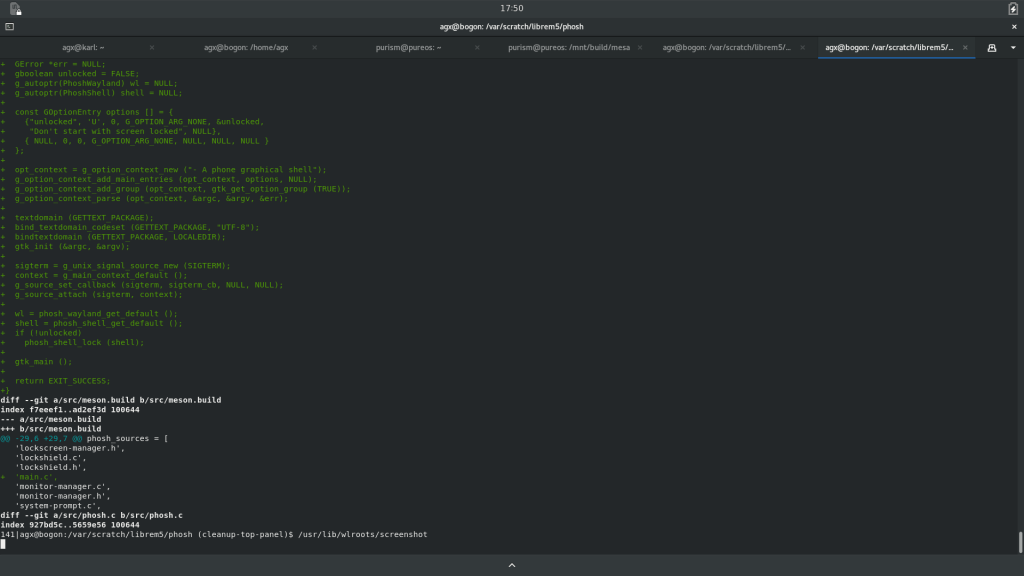 17:50
agx@bogon: /var/scratch/librem5/phosh
agx@karl: ~
agx@bogon: /home/agx
purism@pureos: ~
purism@pureos: /mnt/build/mesa
agx@bogon: /var/scratch/librem5/...
agx@bogon: /var/scratch/librem5/...
+  GError *err = NULL;
+  gboolean unlocked = FALSE;
+  g_autoptr(PhoshWayland) wl = NULL;
+  g_autoptr(PhoshShell) shell = NULL;
+
+  const GOptionEntry options [] = {
+    {"unlocked", 'U', 0, G_OPTION_ARG_NONE, &unlocked,
+     "Don't start with screen locked", NULL},
+    { NULL, 0, 0, G_OPTION_ARG_NONE, NULL, NULL, NULL }
+  };
+
+  opt_context = g_option_context_new ("- A phone graphical shell");
+  g_option_context_add_main_entries (opt_context, options, NULL);
+  g_option_context_add_group (opt_context, gtk_get_option_group (TRUE));
+  g_option_context_parse (opt_context, &argc, &argv, &err);
+
+  textdomain (GETTEXT_PACKAGE);
+  bind_textdomain_codeset (GETTEXT_PACKAGE, "UTF-8");
+  bindtextdomain (GETTEXT_PACKAGE, LOCALEDIR);
+  gtk_init (&argc, &argv);
+
+  sigterm = g_unix_signal_source_new (SIGTERM);
+  context = g_main_context_default ();
+  g_source_set_callback (sigterm, sigterm_cb, NULL, NULL);
+  g_source_attach (sigterm, context);
+
+  wl = phosh_wayland_get_default ();
+  shell = phosh_shell_get_default ();
+  if (!unlocked)
+    phosh_shell_lock (shell);
+
+  gtk_main ();
+
+  return EXIT_SUCCESS;
+}
diff --git a/src/meson.build b/src/meson.build
index f7eeef1..ad2ef3d 100644
--- a/src/meson.build
+++ b/src/meson.build
@@ -29,6 +29,7 @@ phosh_sources = [
   'lockscreen-manager.h',
   'lockshield.c',
   'lockshield.h',
+  'main.c',
   'monitor-manager.c',
   'monitor-manager.h',
   'system-prompt.c',
diff --git a/src/phosh.c b/src/phosh.c
index 927bd5c..5659e56 100644
141|agx@bogon:/var/scratch/librem5/phosh (cleanup-top-panel)$ /usr/lib/wlroots/screenshot